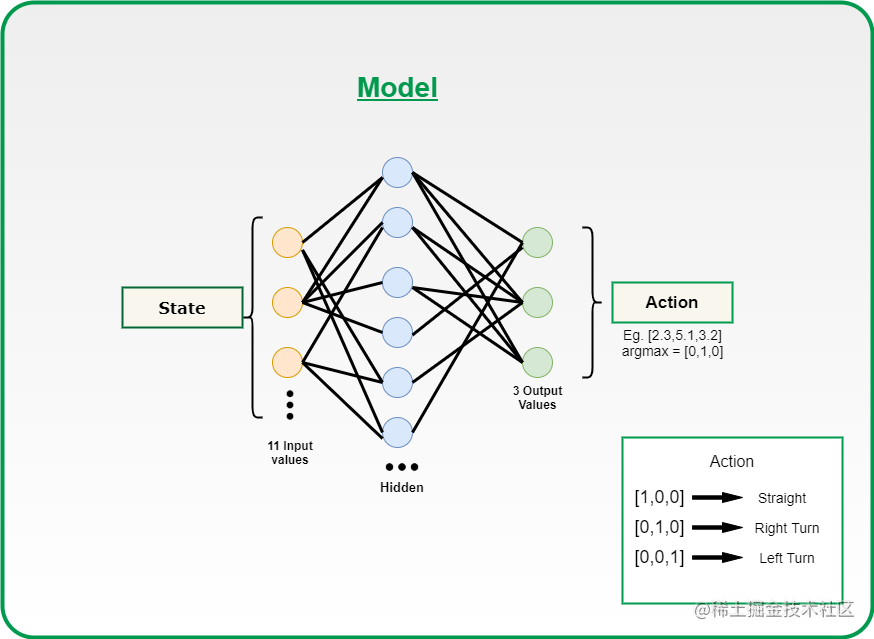 Model
State
11 Input
values
Hidden
3 Output
Values
Action
Eg. [2.3,5.1,3.2]
argmax = [0,1,0]
Action
[1,0,0] Straight
[0,1,0] Right Turn
[0,0,1] Left Turn
@稀土掘金技术社区